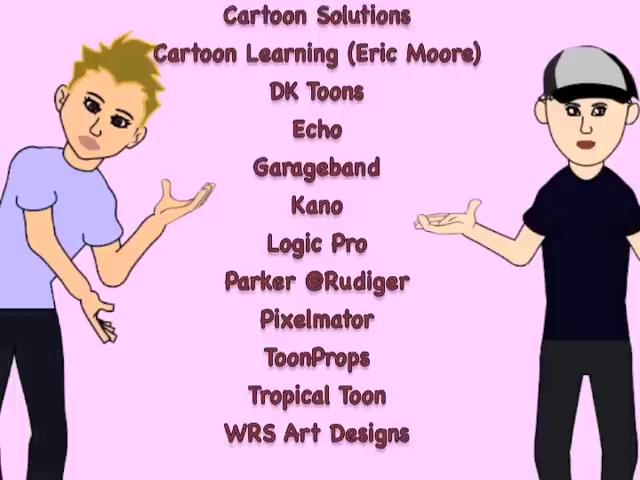 Cartoon Solutions
Cartoon Learning (Eric Moore)
DK Toons
Echo
Garageband
Kano
Logic Pro
Parker @Rudiger
Pixelmator
ToonProps
Tropical Toon
WRS Art Designs